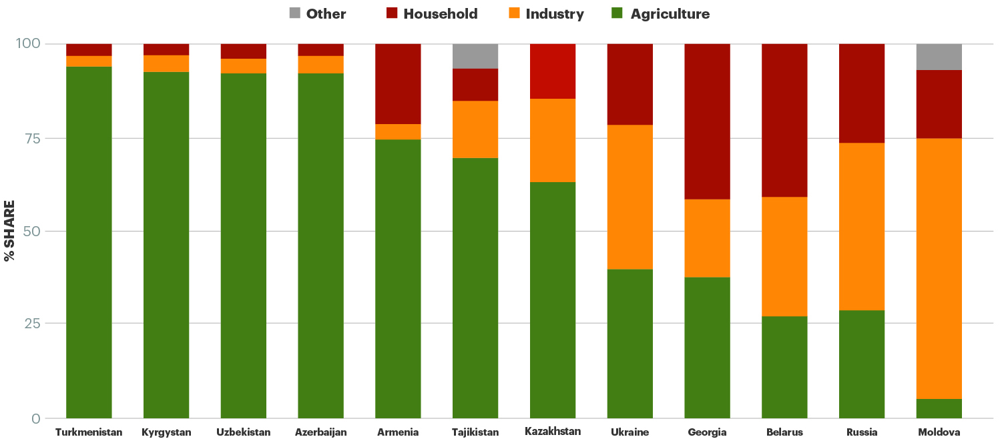 Other Household Industry Agriculture
100
75
50
25
0
% SHARE
Turkmenistan Kyrgystan Uzbekistan Azerbaijan Armenia Tajikistan Kazakhstan Ukraine Georgia Belarus Russia Moldova